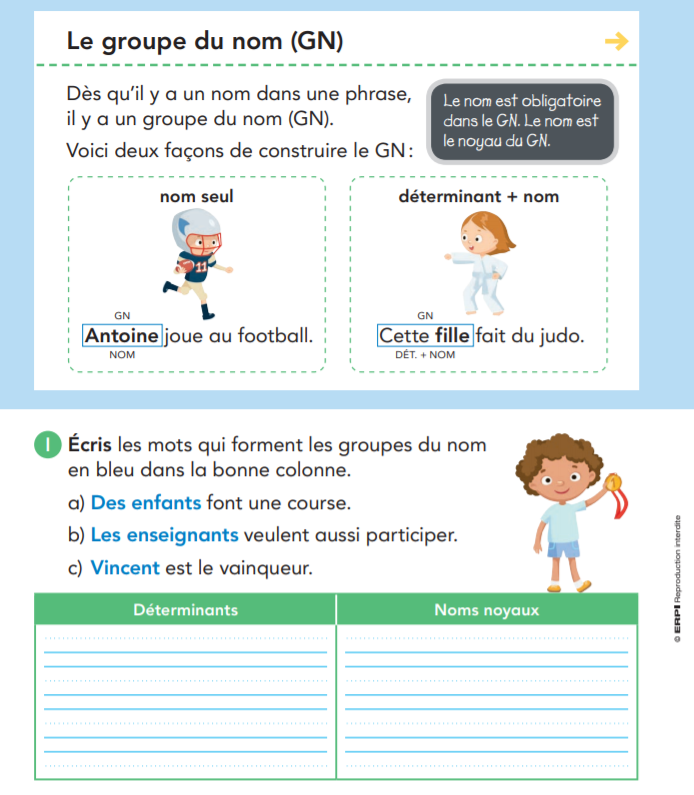 Le groupe du nom (GN)
Dès qu'il y a un nom dans une phrase,
il y a un groupe du nom (GN).
Voici deux façons de construire le GN :
Le nom est obligatoire
dans le GN. Le nom est
le noyau du GN.
nom seul
GN
Antoine joue au football.
NOM
déterminant + nom
GN
Cette fille fait du judo.
DÉT. + NOM
1 Écris les mots qui forment les groupes du nom
en bleu dans la bonne colonne.
a) Des enfants font une course.
b) Les enseignants veulent aussi participer.
c) Vincent est le vainqueur.
Déterminants
Noms noyaux
© ERPI Reproduction interdite
11
1